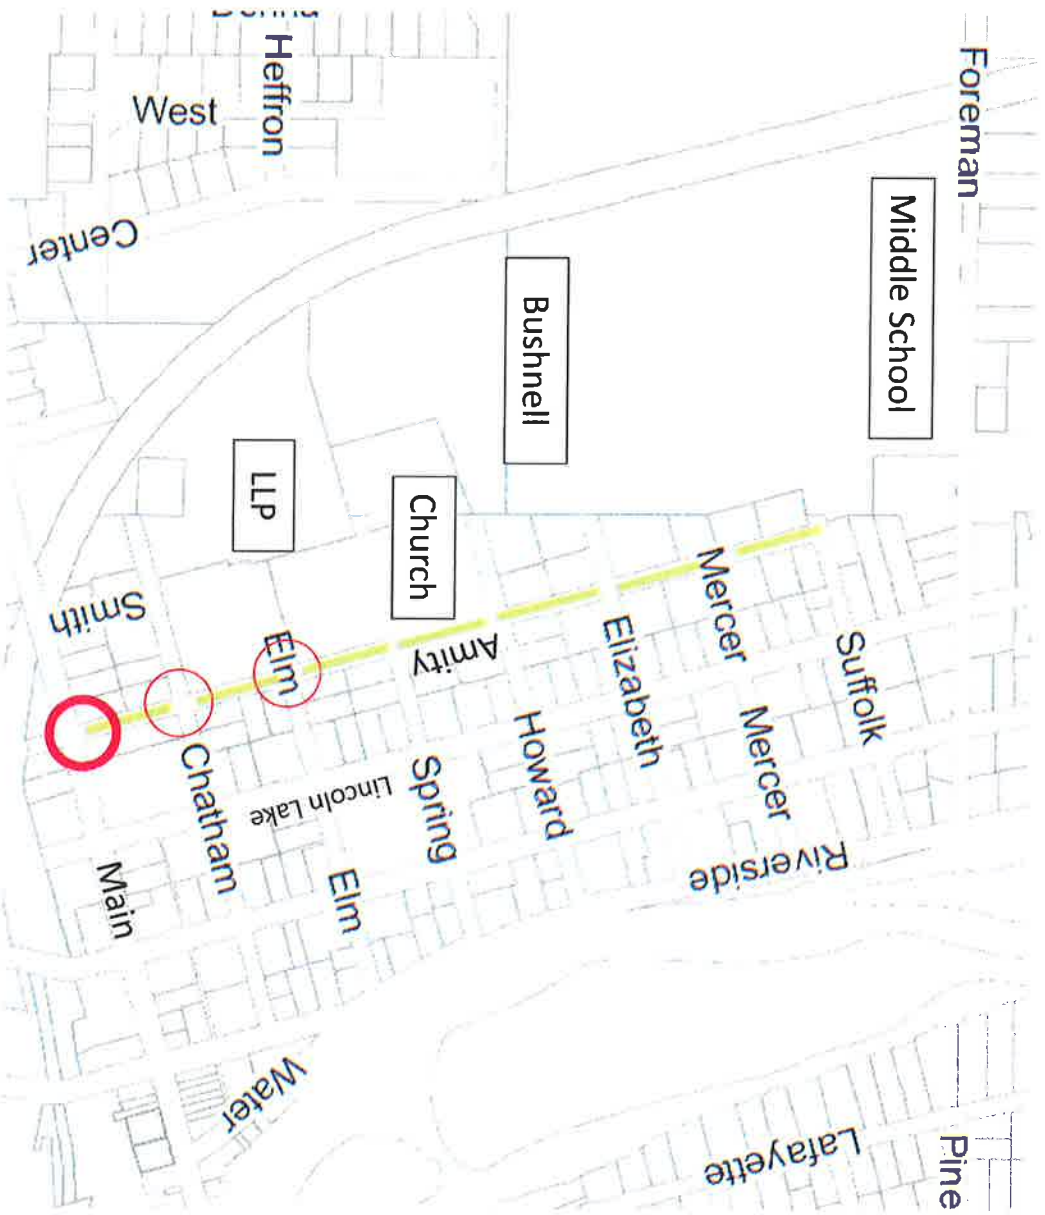 Heffron
West
Foreman
Center
Middle School
Bushnell
LLP
Church
Smith
Elm
Amity
Mercer
Elizabeth
Suffolk
Mercer
Howard
Chatham
Lincoln Lake
Spring
Main
Elm
Riverside
Water
Lafayette
Pine